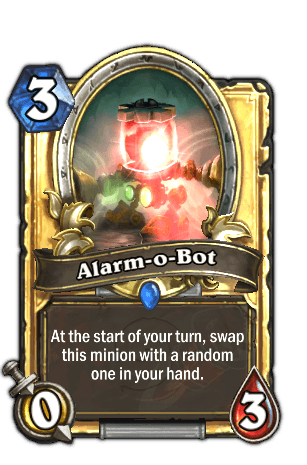 3
Alarm-o-Bot
At the start of your turn, swap
this minion with a random
one in your hand.
0
3